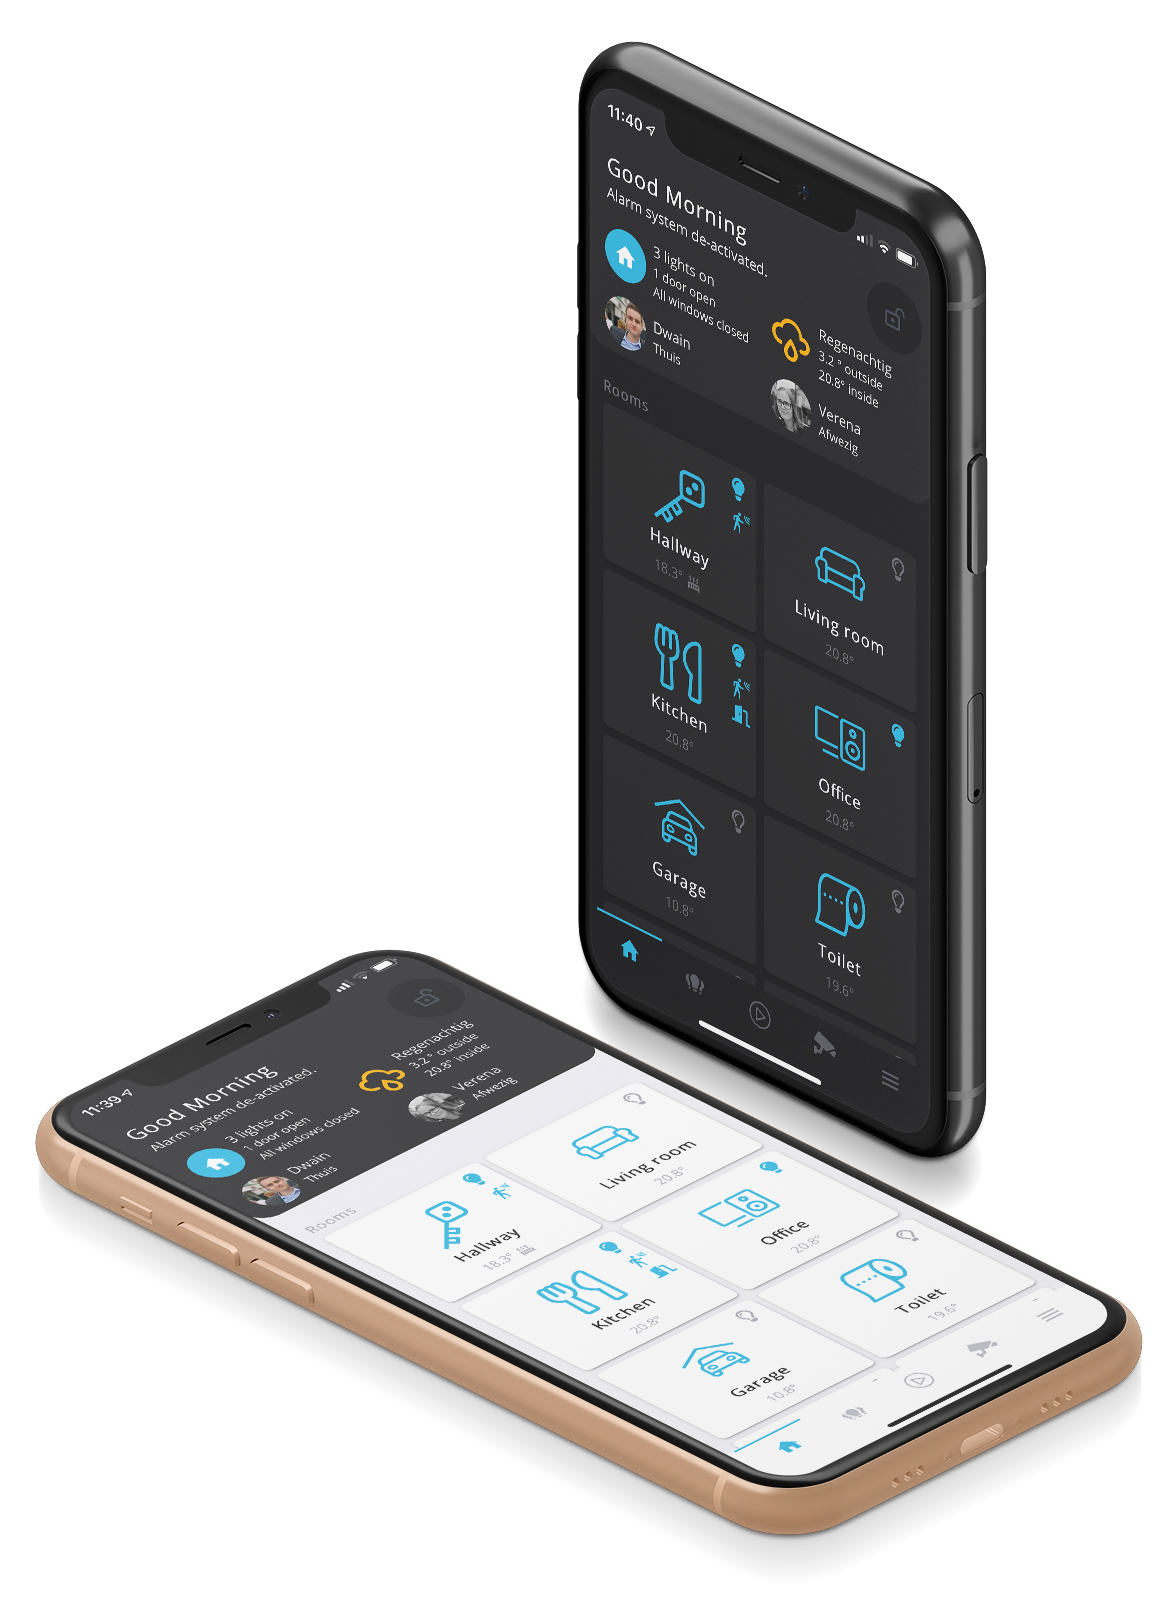 11:40
Good Morning
Alarm system de-activated.
3 lights on
1 door open
All windows closed
Regenachtig
3.2 ° outside
20.8° inside
Dwain
Thuis
Verena
Afwezig
Rooms
Hallway
18.3°
Living room
20.8°
Kitchen
20.8°
Office
20.8°
Garage
10.8°
Toilet
19.6°
11:39
Good Morning
Alarm system de-activated.
3 lights on
1 door open
All windows closed
Regenachtig
3.2 ° outside
20.8° inside
Dwain
Thuis
Verena
Afwezig
Rooms
Hallway
18.3°
Living room
20.8°
Kitchen
20.8°
Office
20.8°
Garage
10.8°
Toilet
19.6°